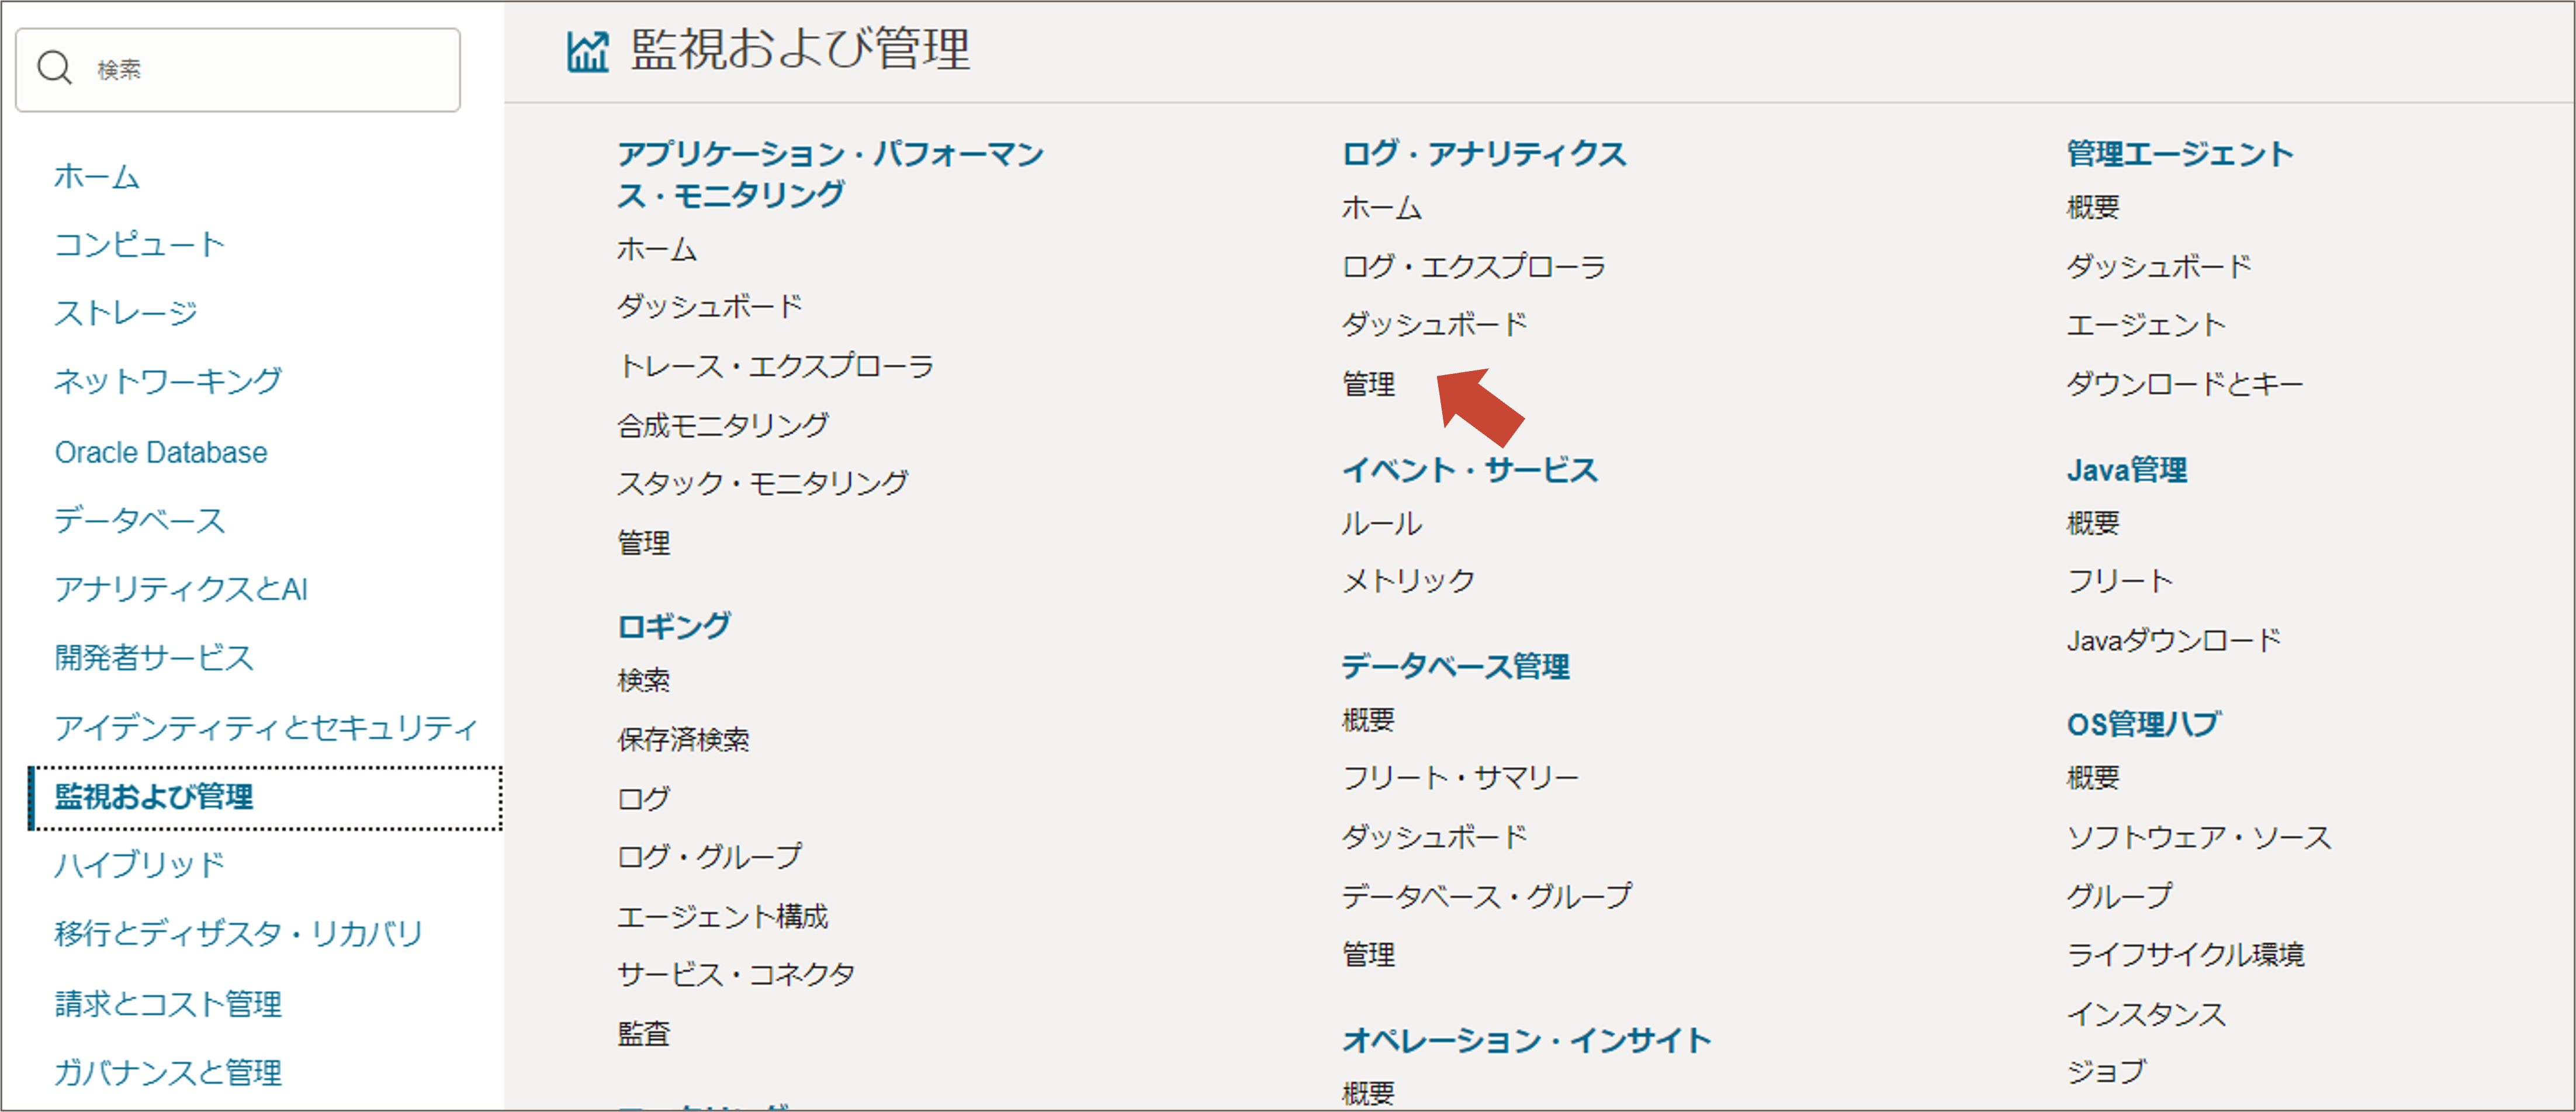 検索
ホーム
コンピュート
ストレージ
ネットワーキング
Oracle Database
データベース
アナリティクスとAI
開発者サービス
アイデンティティとセキュリティ
監視および管理
ハイブリッド
移行とディザスタ・リカバリ
請求とコスト管理
ガバナンスと管理
監視および管理
アプリケーション・パフォーマン
ス・モニタリング
ホーム
ダッシュボード
トレース・エクスプローラ
合成モニタリング
スタック・モニタリング
管理
ロギング
検索
保存済検索
ログ
ログ・グループ
エージェント構成
サービス・コネクタ
監査
ログ・アナリティクス
ホーム
ログ・エクスプローラ
ダッシュボード
管理
イベント・サービス
ルール
メトリック
データベース管理
概要
フリート・サマリー
ダッシュボード
データベース・グループ
管理
オペレーション・インサイト
概要
管理エージェント
概要
ダッシュボード
エージェント
ダウンロードとキー
Java管理
概要
フリート
Javaダウンロード
OS管理ハブ
概要
ソフトウェア・ソース
グループ
ライフサイクル環境
インスタンス
ジョブ